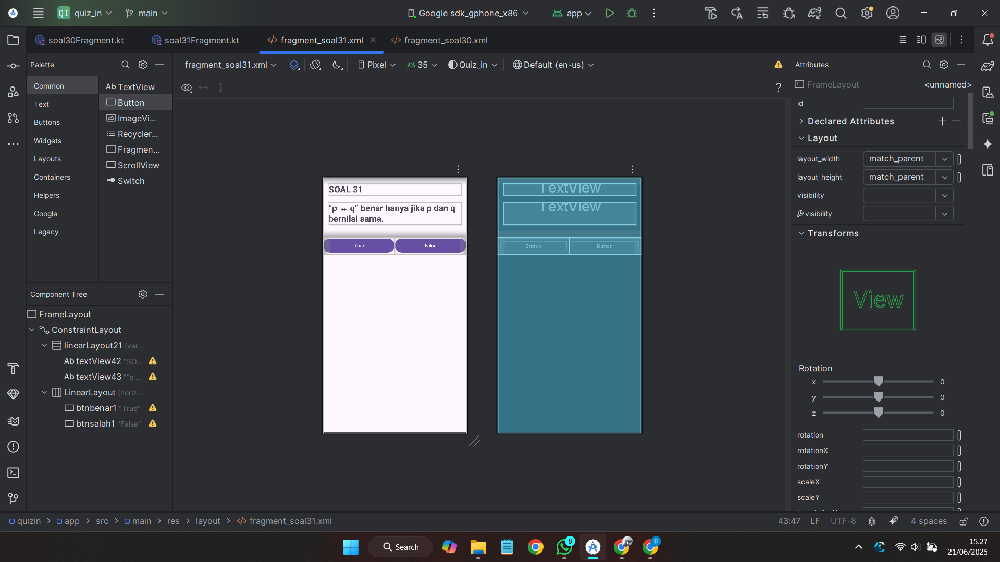 QI quiz_in
main
Google sdk_gphone_x86
app
soal30Fragment.kt
soal31Fragment.kt
fragment_soal31.xml
fragment_soal30.xml
Palette
fragment_soal31.xml
Pixel
35
Quiz_in
Default (en-us)
Attributes
Common
Text
Buttons
Widgets
Layouts
Containers
Helpers
Google
Legacy
Ab TextView
Button
ImageVi...
Recycler...
Fragmen...
ScrollView
Switch
?
FrameLayout
<unnamed>
id
Declared Attributes
Layout
layout_width
match_parent
layout_height
match_parent
visibility
visibility
Transforms
View
Rotation
x
0
y
0
z
0
rotation
rotationX
rotationY
scaleX
scaleY
SOAL 31
“p ↔ q” benar hanya jika p dan q
bernilai sama.
True
False
TextView
TextView
Button
Button
Component Tree
FrameLayout
ConstraintLayout
linearLayout21 (ver...
Ab textView42 "SO...
Ab textView43 "“p ...
LinearLayout (horiz...
btnbenar1 "True"
btnsalah1 "False"
quizin > app > src > main > res > layout > fragment_soal31.xml
43:47
LF
UTF-8
4 spaces
Search
8
D
15.27
21/06/2025